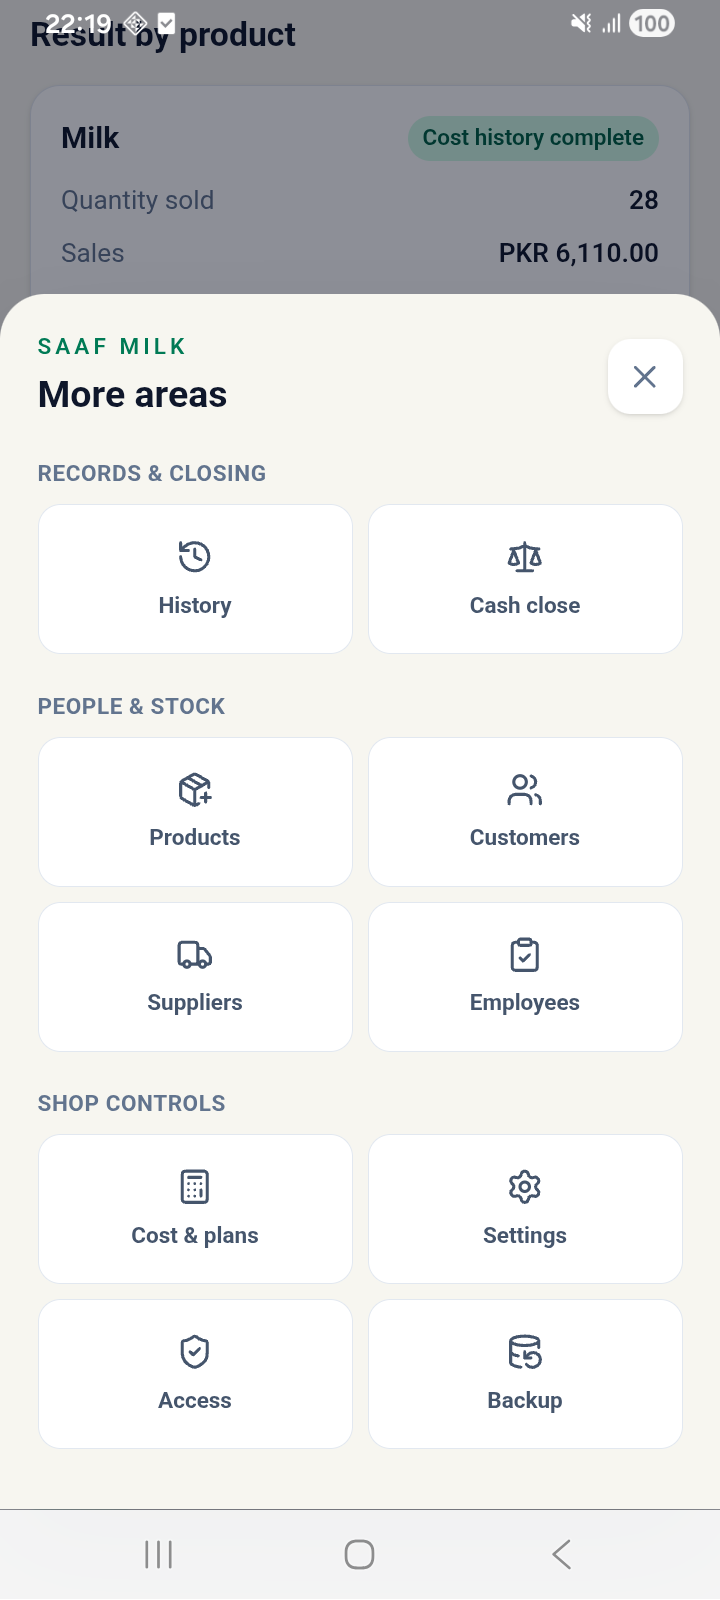 22:19
100
Result by product
Milk
Cost history complete
Quantity sold
28
Sales
PKR 6,110.00
SAAF MILK
More areas
RECORDS & CLOSING
History
Cash close
PEOPLE & STOCK
Products
Customers
Suppliers
Employees
SHOP CONTROLS
Cost & plans
Settings
Access
Backup